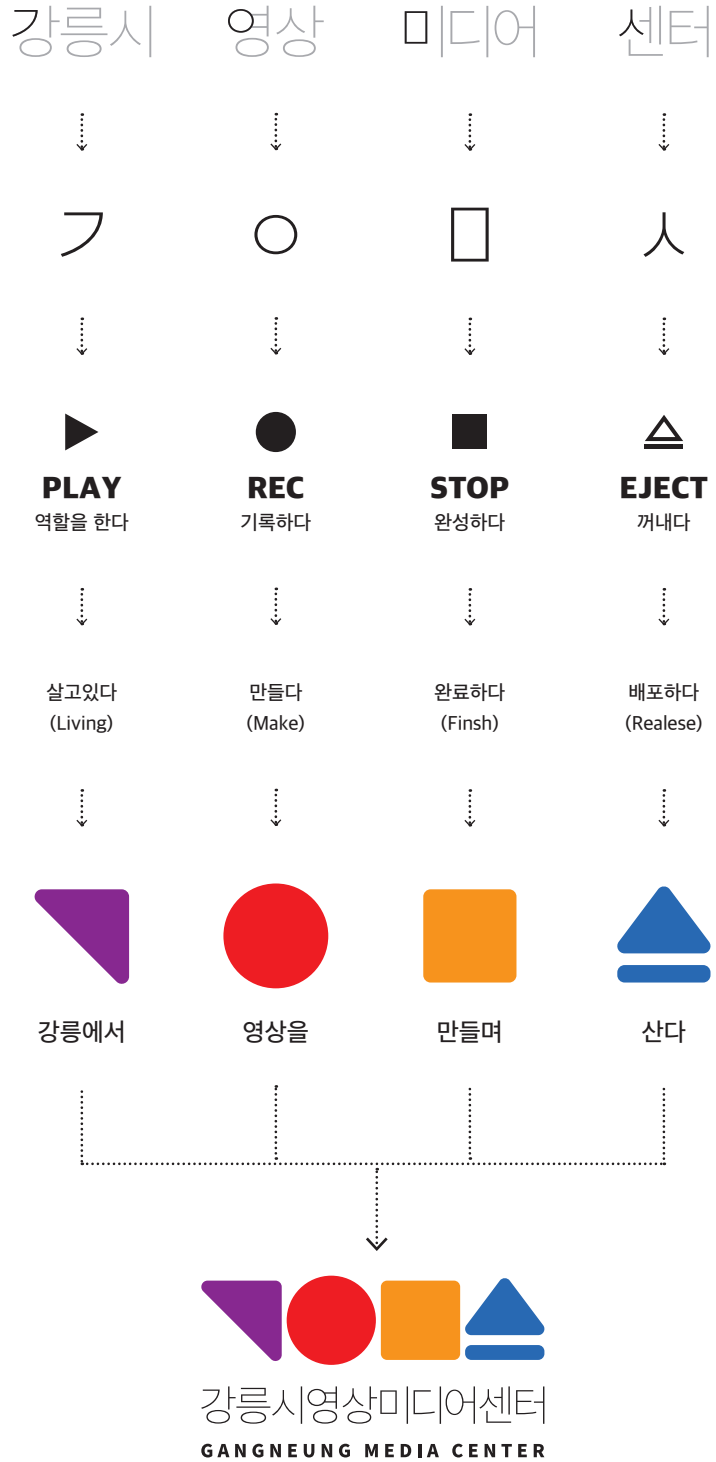 강릉시 영상 미디어 센터
ㄱ ㅇ ㅁ ㅅ
PLAY REC STOP EJECT
역할을 한다 기록하다 완성하다 꺼내다
살고있다 만들다 완료하다 배포하다
(Living) (Make) (Finsh) (Realese)
강릉에서 영상을 만들며 산다
강릉시영상미디어센터
GANGNEUNG MEDIA CENTER